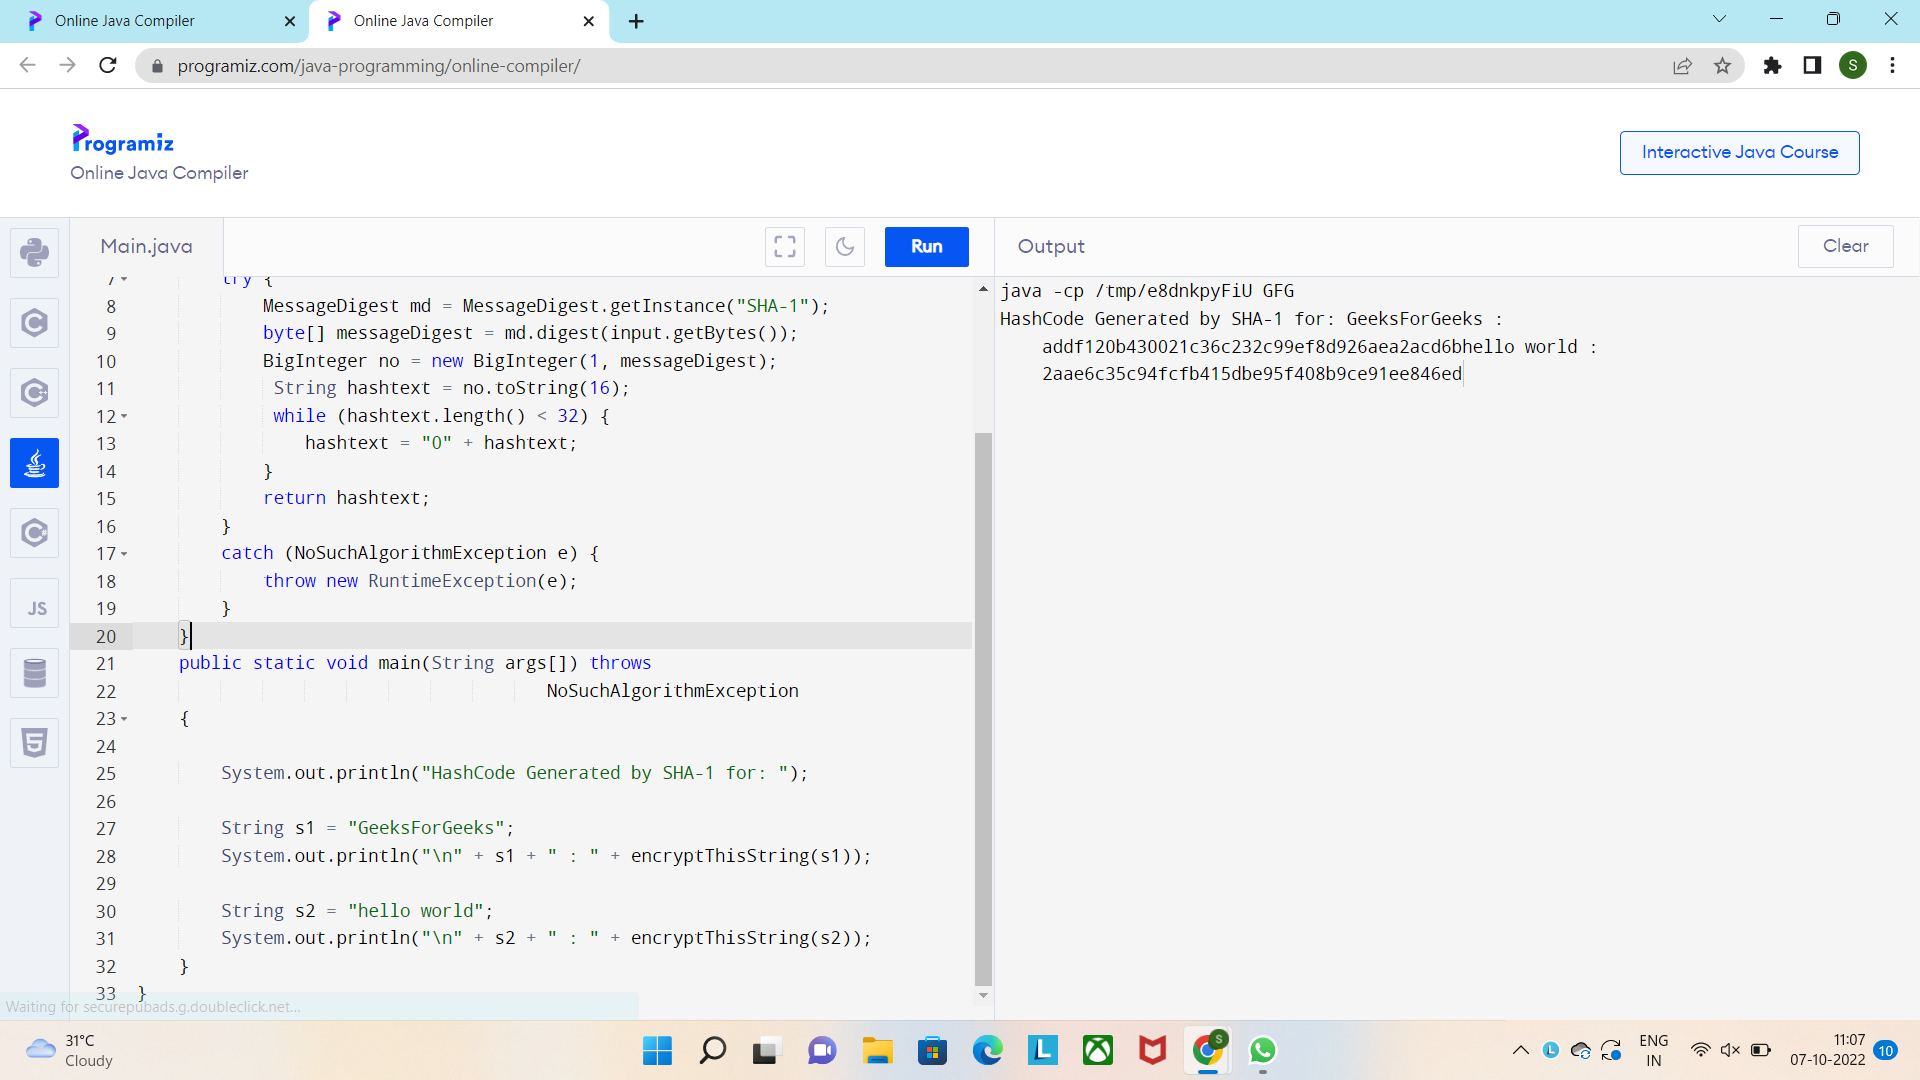 Online Java Compiler
Online Java Compiler
programiz.com/java-programming/online-compiler/
S
Programiz
Online Java Compiler
Interactive Java Course
Main.java
Run
Output
Clear
7 try {
8 MessageDigest md = MessageDigest.getInstance("SHA-1");
9 byte[] messageDigest = md.digest(input.getBytes());
10 BigInteger no = new BigInteger(1, messageDigest);
11 String hashtext = no.toString(16);
12 while (hashtext.length() < 32) {
13 hashtext = "0" + hashtext;
14 }
15 return hashtext;
16 }
17 catch (NoSuchAlgorithmException e) {
18 throw new RuntimeException(e);
19 }
20 }
21 public static void main(String args[]) throws
22 NoSuchAlgorithmException
23 {
24
25 System.out.println("HashCode Generated by SHA-1 for: ");
26
27 String s1 = "GeeksForGeeks";
28 System.out.println("\n" + s1 + " : " + encryptThisString(s1));
29
30 String s2 = "hello world";
31 System.out.println("\n" + s2 + " : " + encryptThisString(s2));
32 }
33 }
java -cp /tmp/e8dnkpyFiU GFG
HashCode Generated by SHA-1 for: GeeksForGeeks :
addf120b430021c36c232c99ef8d926aea2acd6bhello world :
2aae6c35c94fcfb415dbe95f408b9ce91ee846ed
JS
Waiting for securepubads.g.doubleclick.net...
31°C
Cloudy
S
ENG
IN
11:07
07-10-2022
10